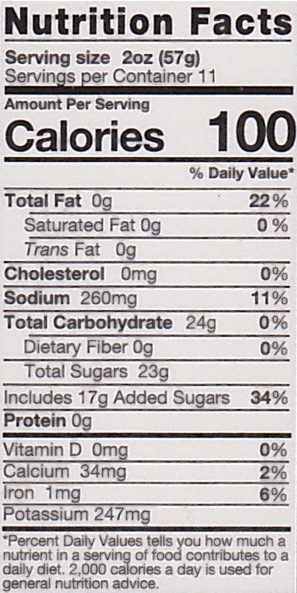 Nutrition Facts
Serving size 2oz (57g)
Servings per Container 11
Amount Per Serving
Calories 100
% Daily Value*
Total Fat 0g 22%
Saturated Fat 0g 0%
Trans Fat 0g
Cholesterol 0mg 0%
Sodium 260mg 11%
Total Carbohydrate 24g 0%
Dietary Fiber 0g 0%
Total Sugars 23g
Includes 17g Added Sugars 34%
Protein 0g
Vitamin D 0mg 0%
Calcium 34mg 2%
Iron 1mg 6%
Potassium 247mg
*Percent Daily Values tells you how much a
nutrient in a serving of food contributes to a
daily diet. 2,000 calories a day is used for
general nutrition advice.